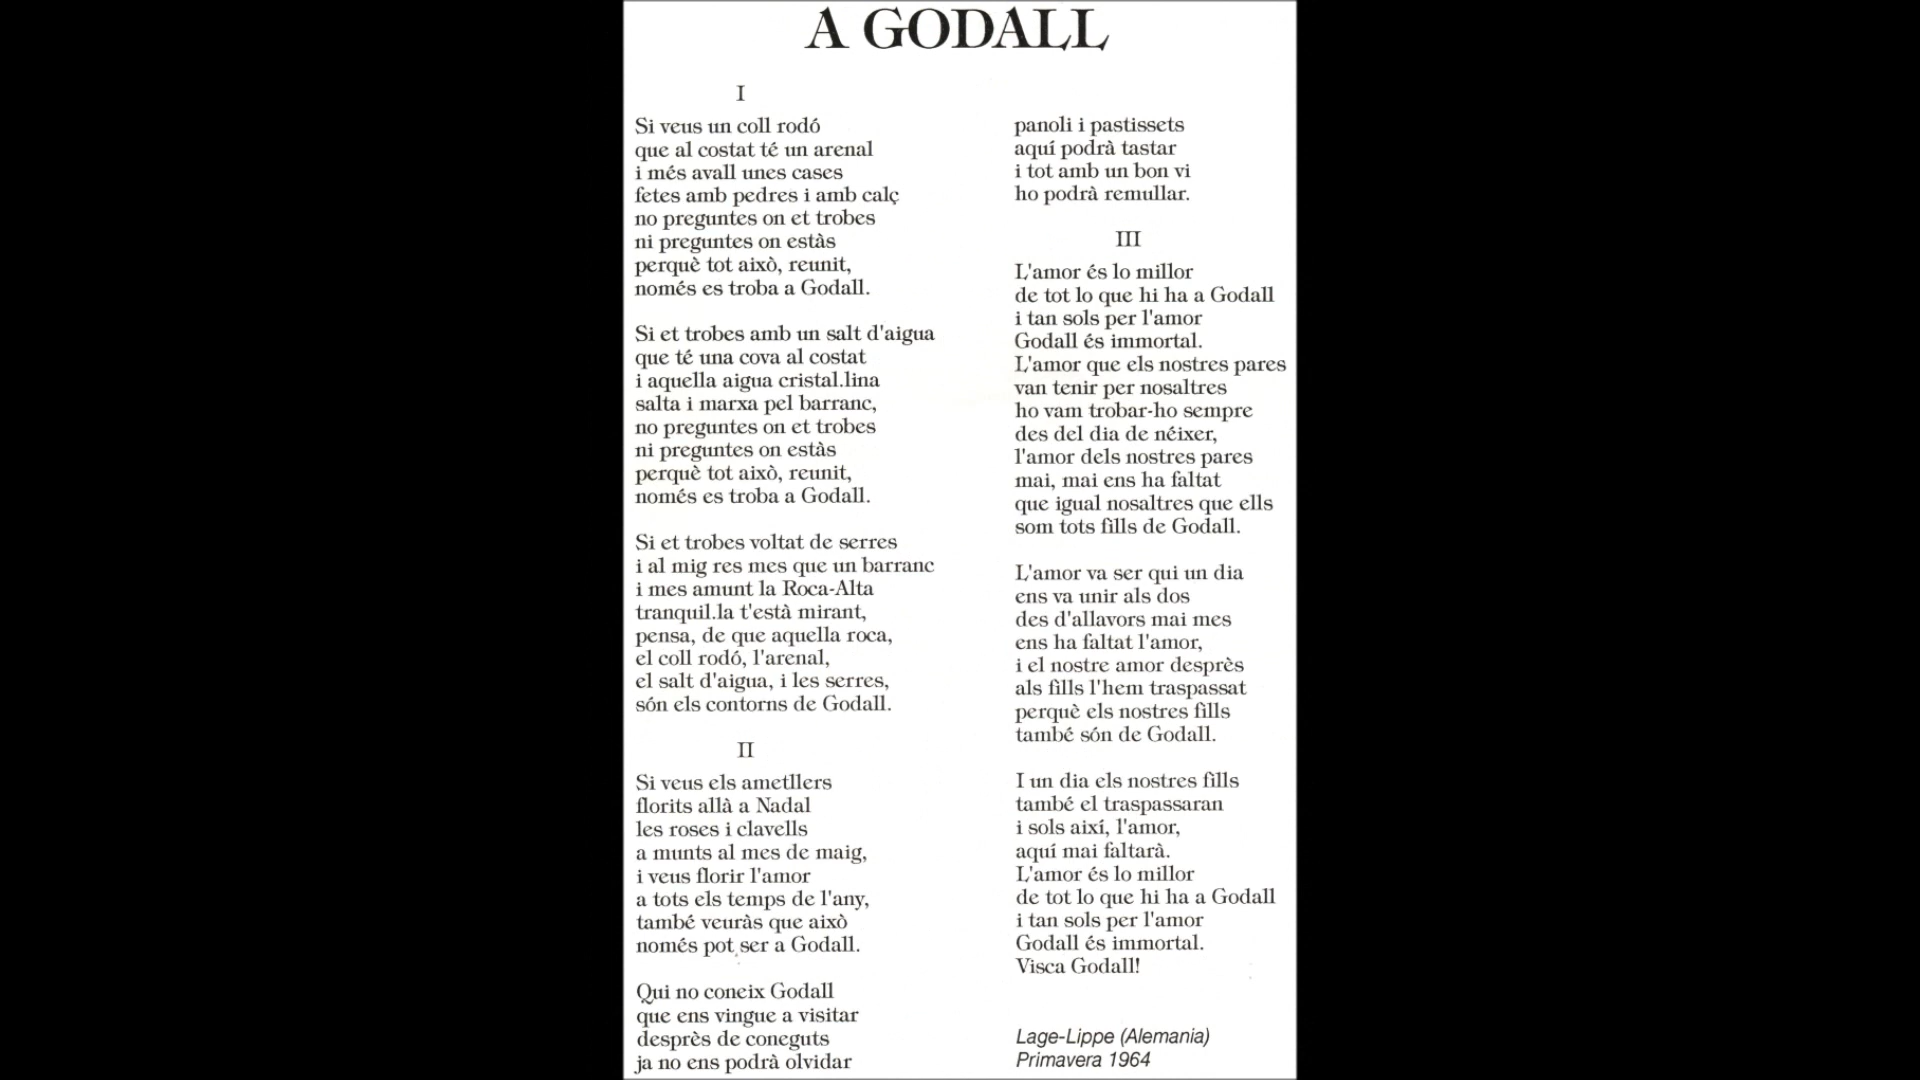 A GODALL
I
Si veus un coll rodó
que al costat té un arenal
i més avall unes cases
fetes amb pedres i amb calç
no preguntes on et trobes
ni preguntes on estàs
perquè tot això, reunit,
només es troba a Godall.
Si et trobes amb un salt d'aigua
que té una cova al costat
i aquella aigua cristal.lina
salta i marxa pel barranc,
no preguntes on et trobes
ni preguntes on estàs
perquè tot això, reunit,
només es troba a Godall.
Si et trobes voltat de serres
i al mig res mes que un barranc
i mes amunt la Roca-Alta
tranquil.la t'està mirant,
pensa, de que aquella roca,
el coll rodó, l'arenal,
el salt d'aigua, i les serres,
són els contorns de Godall.
II
Si veus els ametllers
florits allà a Nadal
les roses i clavells
a munts al mes de maig,
i veus florir l'amor
a tots els temps de l'any,
també veuràs que això
només pot ser a Godall.
Qui no coneix Godall
que ens vingue a visitar
desprès de coneguts
ja no ens podrà olvidar
panoli i pastissets
aquí podrà tastar
i tot amb un bon vi
ho podrà remullar.
III
L'amor és lo millor
de tot lo que hi ha a Godall
i tan sols per l'amor
Godall és immortal.
L'amor que els nostres pares
van tenir per nosaltres
ho vam trobar-ho sempre
des del dia de néixer,
l'amor dels nostres pares
mai, mai ens ha faltat
que igual nosaltres que ells
som tots fills de Godall.
L'amor va ser qui un dia
ens va unir als dos
des d'allavors mai mes
ens ha faltat l'amor,
i el nostre amor desprès
als fills l'hem traspassat
perquè els nostres fills
també són de Godall.
I un dia els nostres fills
també el traspassaran
i sols així, l'amor,
aquí mai faltarà.
L'amor és lo millor
de tot lo que hi ha a Godall
i tan sols per l'amor
Godall és immortal.
Visca Godall!
Lage-Lippe (Alemania)
Primavera 1964